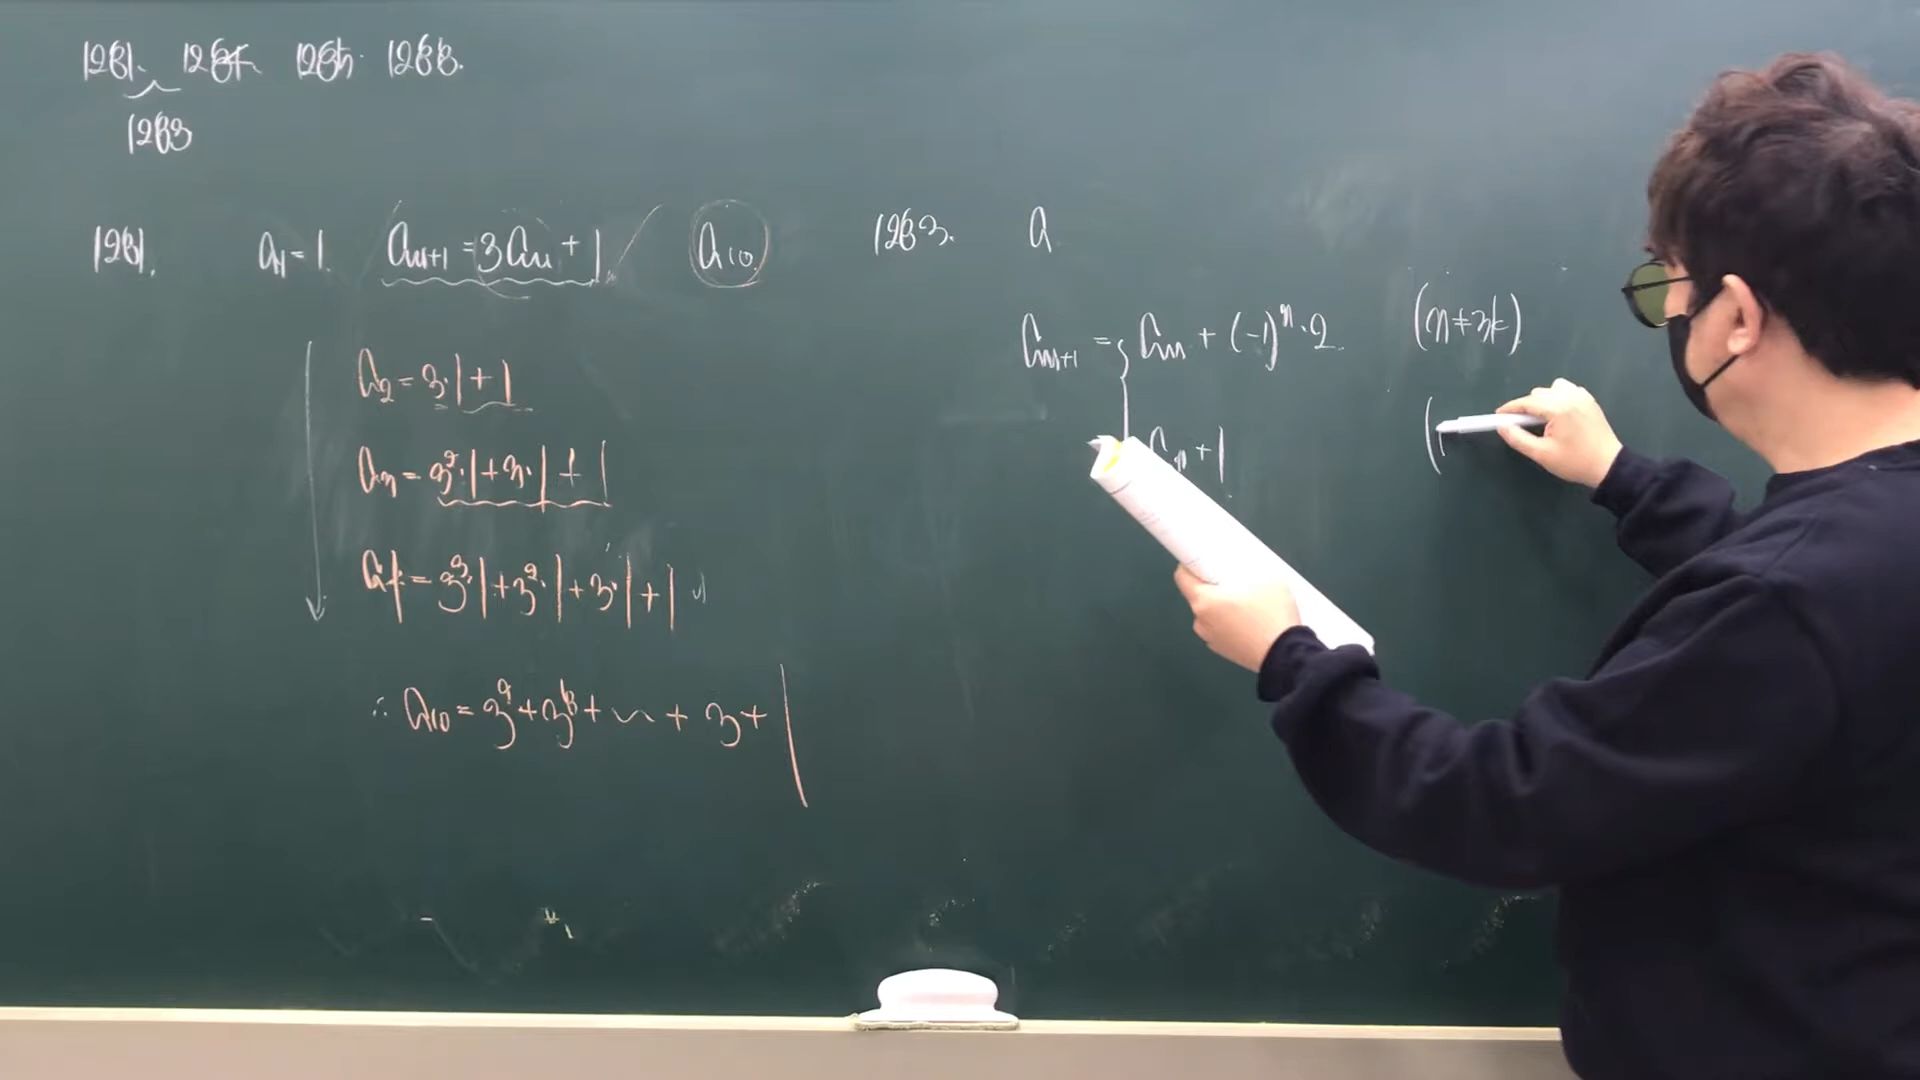 1281. 1284. 1285. 1288.
1283
1281. a₁ = 1. aₙ₊₁ = 3aₙ + 1 a₁₀
a₂ = 3·1 + 1
a₃ = 3²·1 + 3·1 + 1
a₄ = 3³·1 + 3²·1 + 3·1 + 1
∴ a₁₀ = 3⁹ + 3⁸ + ~ + 3 + 1
1283. a
aₙ₊₁ = { aₙ + (-1)ⁿ·2 (n≠3k)
aₙ + 1 (